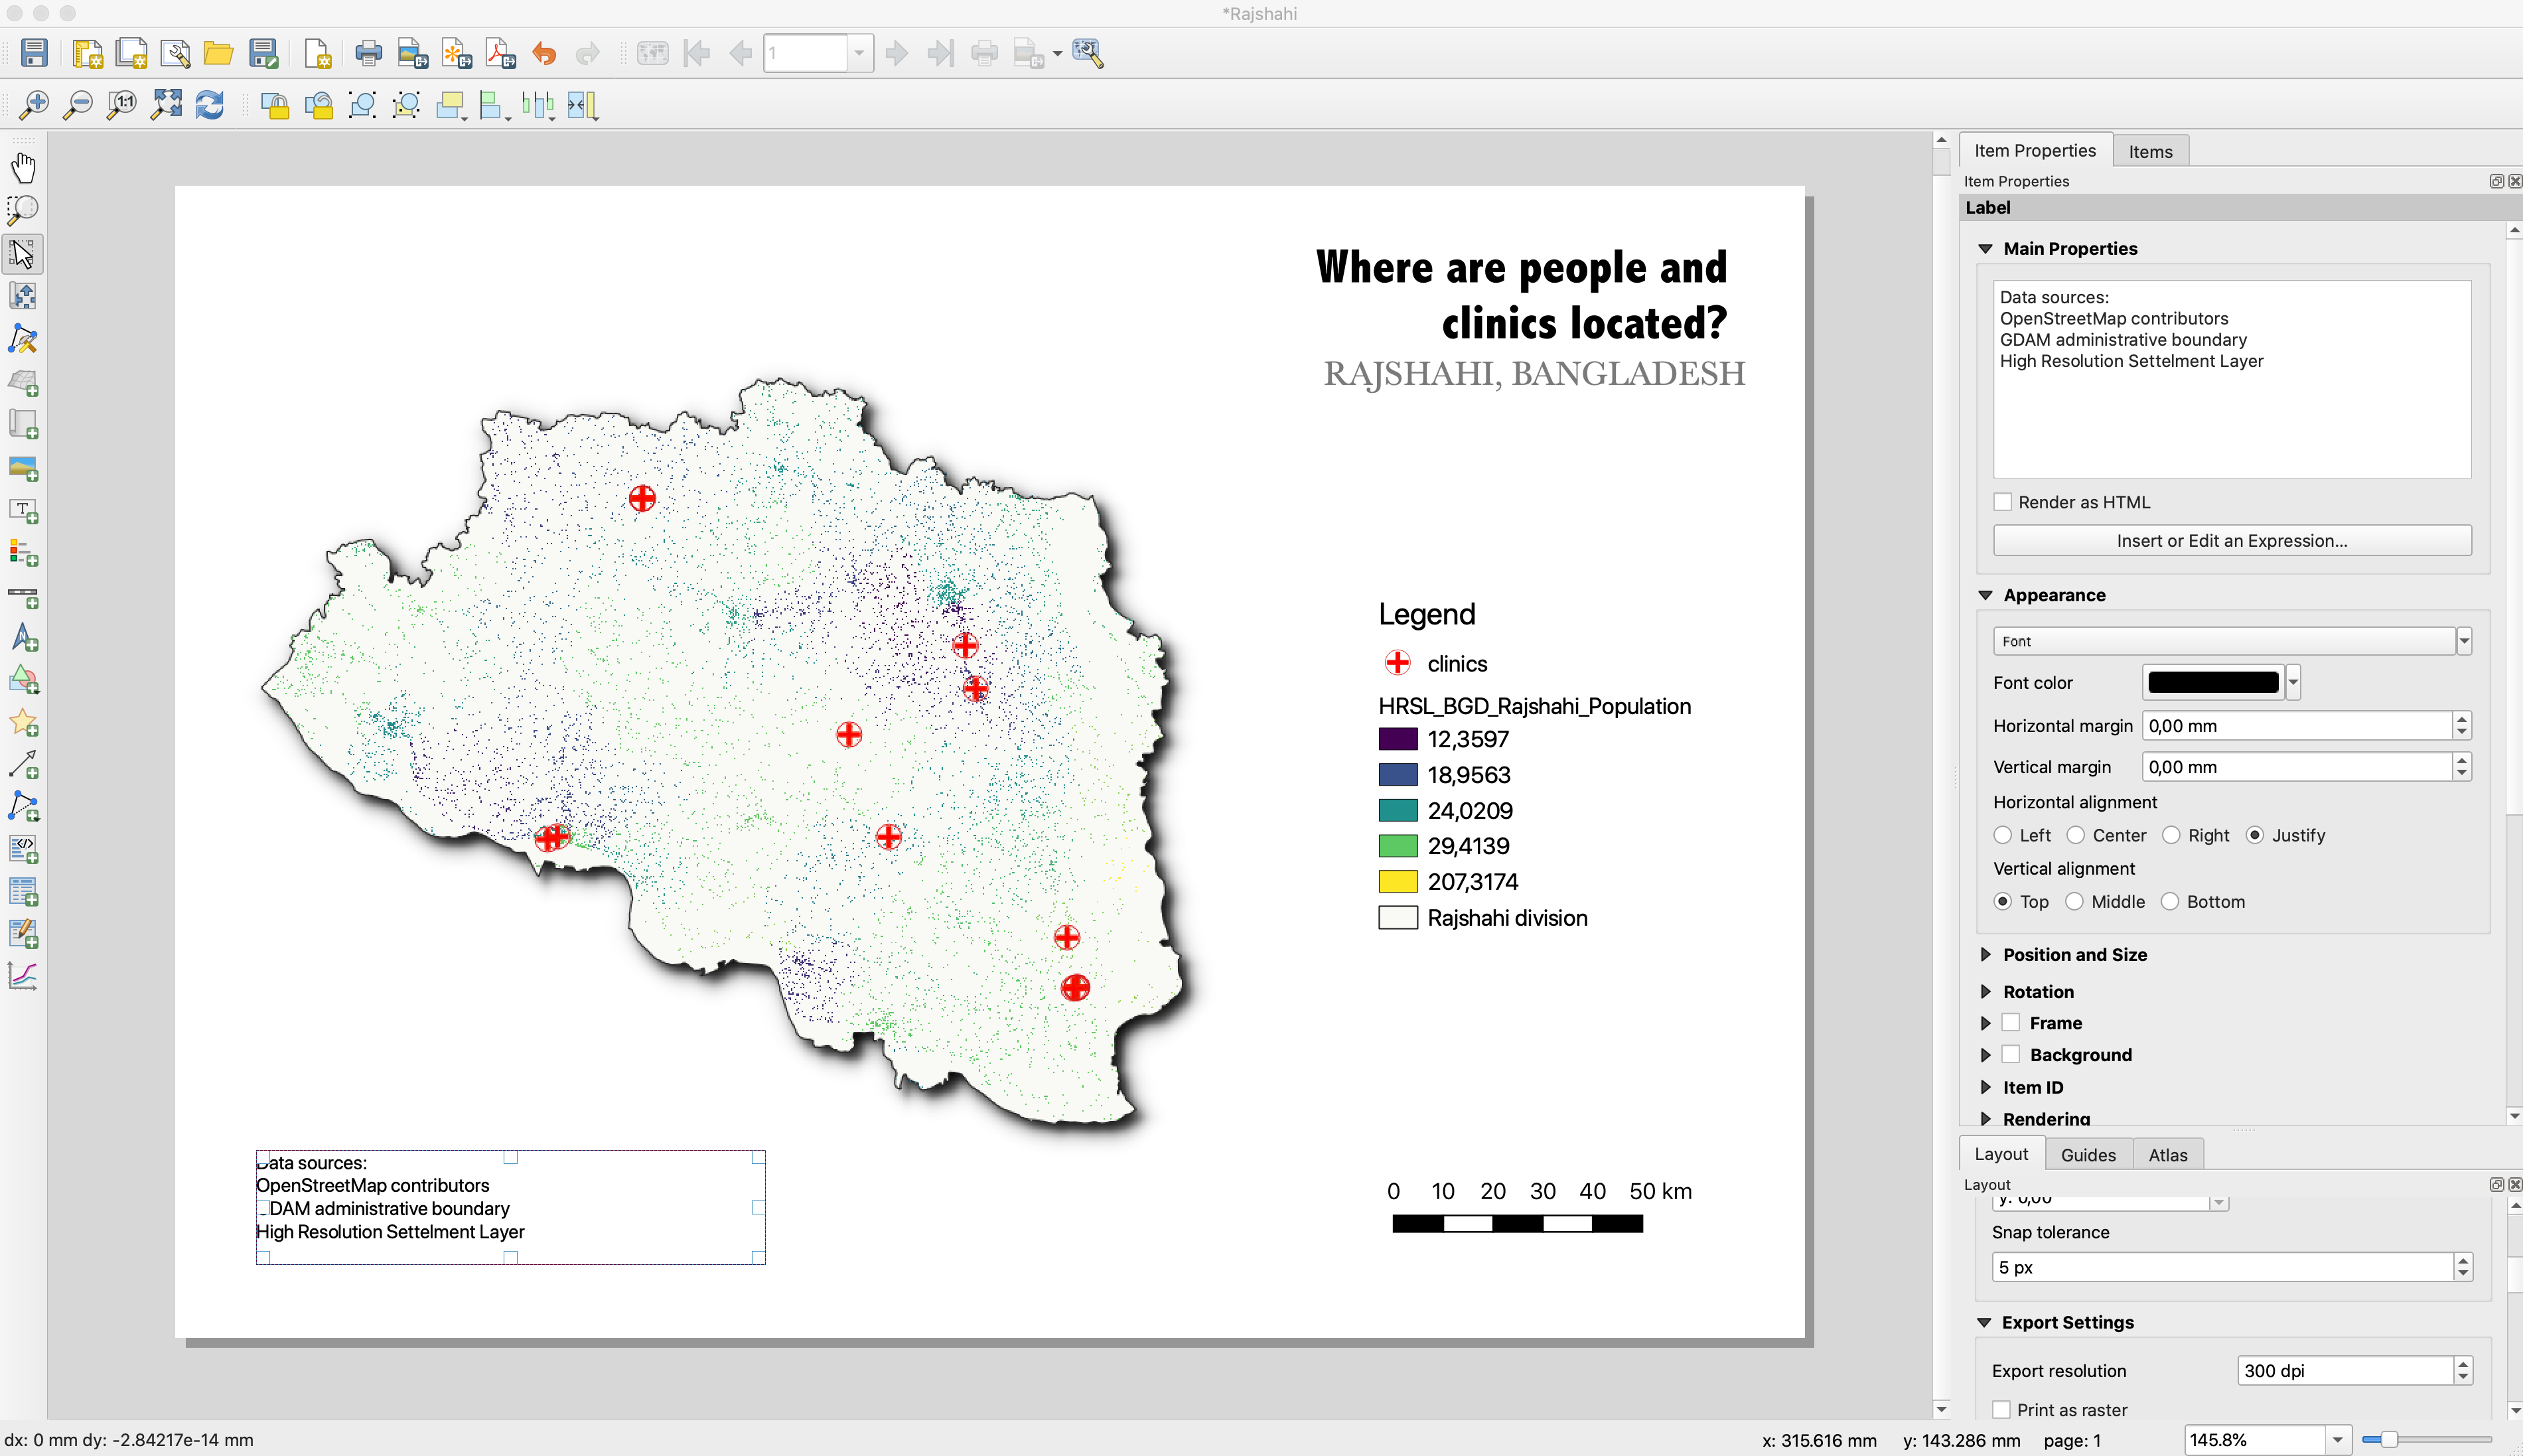 *Rajshahi
1
1:1
Where are people and
clinics located?
RAJSHAHI, BANGLADESH
Legend
clinics
HRSL_BGD_Rajshahi_Population
12,3597
18,9563
24,0209
29,4139
207,3174
Rajshahi division
0 10 20 30 40 50 km
Data sources:
OpenStreetMap contributors
GDAM administrative boundary
High Resolution Settelment Layer
Item Properties Items
Item Properties
Label
Main Properties
Data sources:
OpenStreetMap contributors
GDAM administrative boundary
High Resolution Settelment Layer
Render as HTML
Insert or Edit an Expression...
Appearance
Font
Font color
Horizontal margin 0,00 mm
Vertical margin 0,00 mm
Horizontal alignment
Left Center Right Justify
Vertical alignment
Top Middle Bottom
Position and Size
Rotation
Frame
Background
Item ID
Rendering
Layout Guides Atlas
Layout
y: 0,00
Snap tolerance
5 px
Export Settings
Export resolution 300 dpi
Print as raster
dx: 0 mm dy: -2.84217e-14 mm
x: 315.616 mm y: 143.286 mm page: 1 145.8%